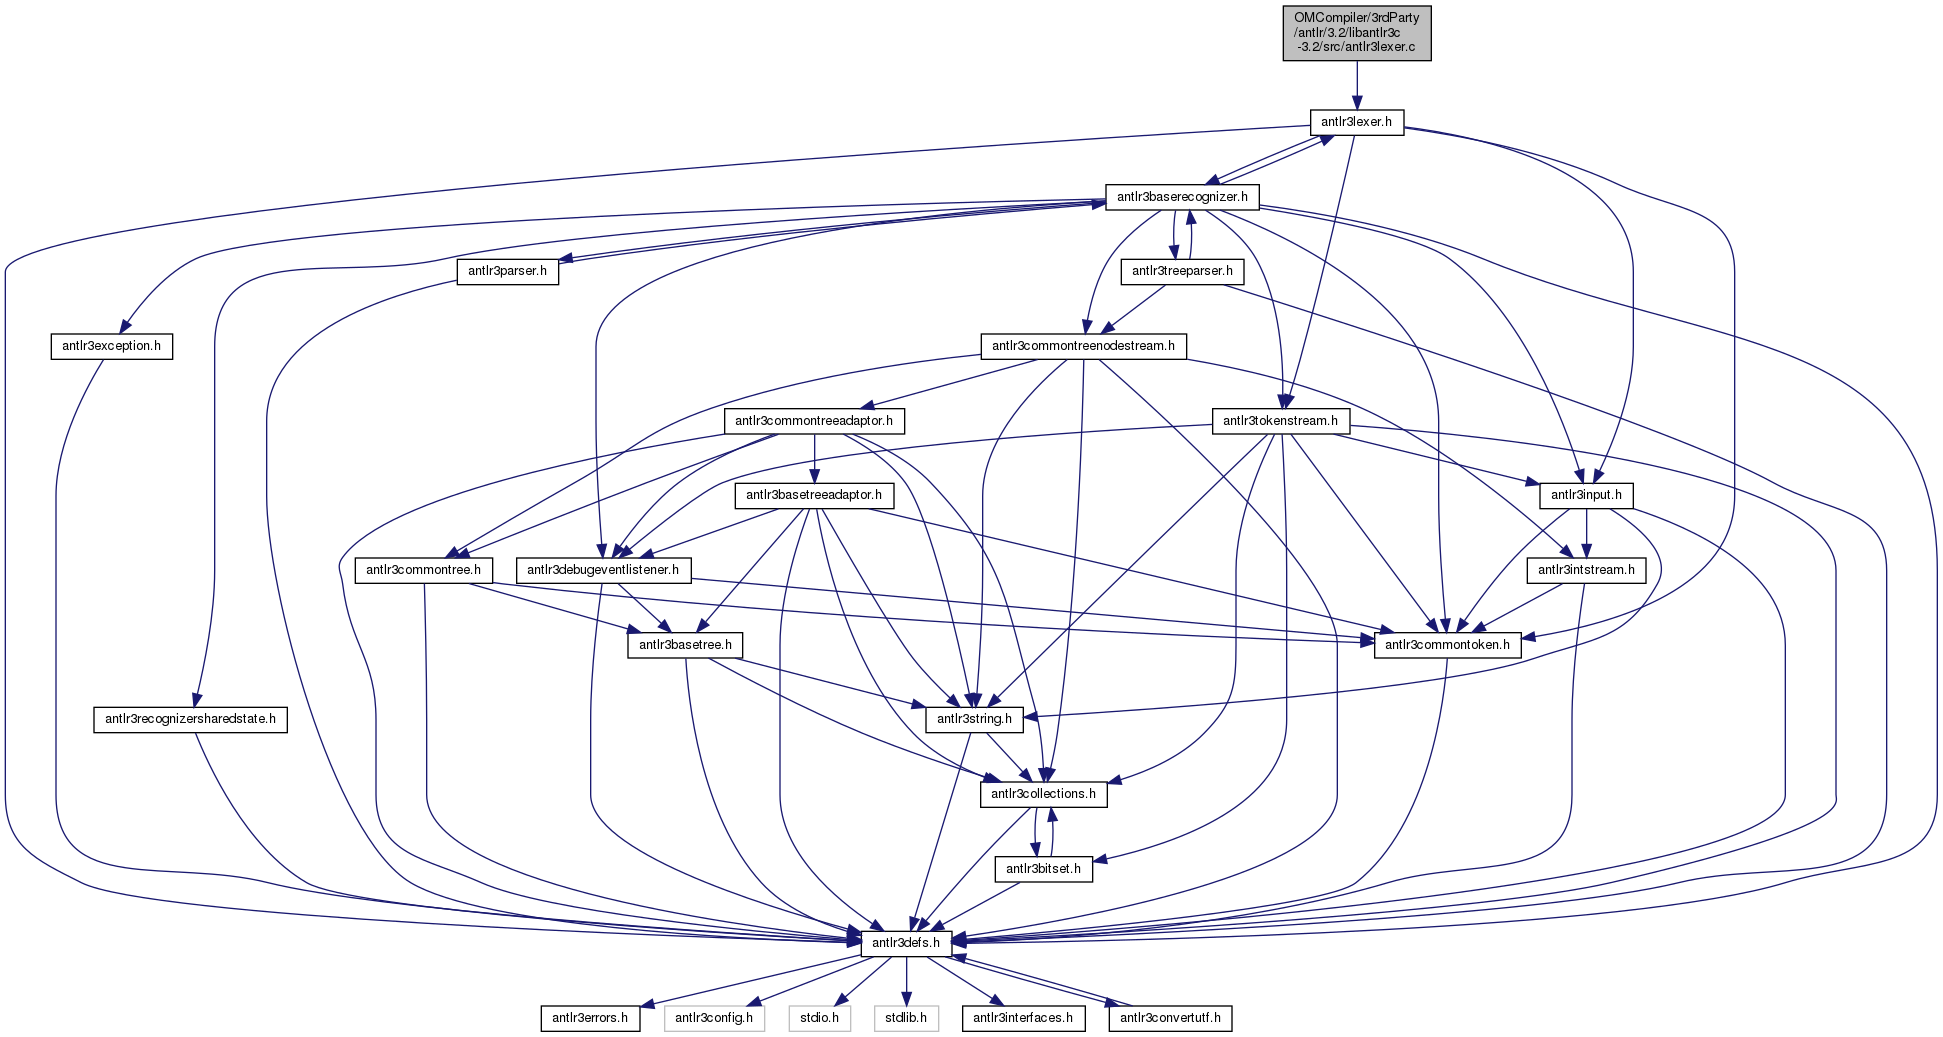 OMCompiler/3rdParty
/antlr/3.2/libantlr3c
-3.2/src/antlr3lexer.c
antlr3lexer.h
antlr3baserecognizer.h
antlr3parser.h
antlr3treeparser.h
antlr3exception.h
antlr3commontreenodestream.h
antlr3commontreeadaptor.h
antlr3tokenstream.h
antlr3basetreeadaptor.h
antlr3input.h
antlr3commontree.h
antlr3debugeventlistener.h
antlr3intstream.h
antlr3basetree.h
antlr3commontoken.h
antlr3recognizersharedstate.h
antlr3string.h
antlr3collections.h
antlr3bitset.h
antlr3defs.h
antlr3errors.h
antlr3config.h
stdio.h
stdlib.h
antlr3interfaces.h
antlr3convertutf.h